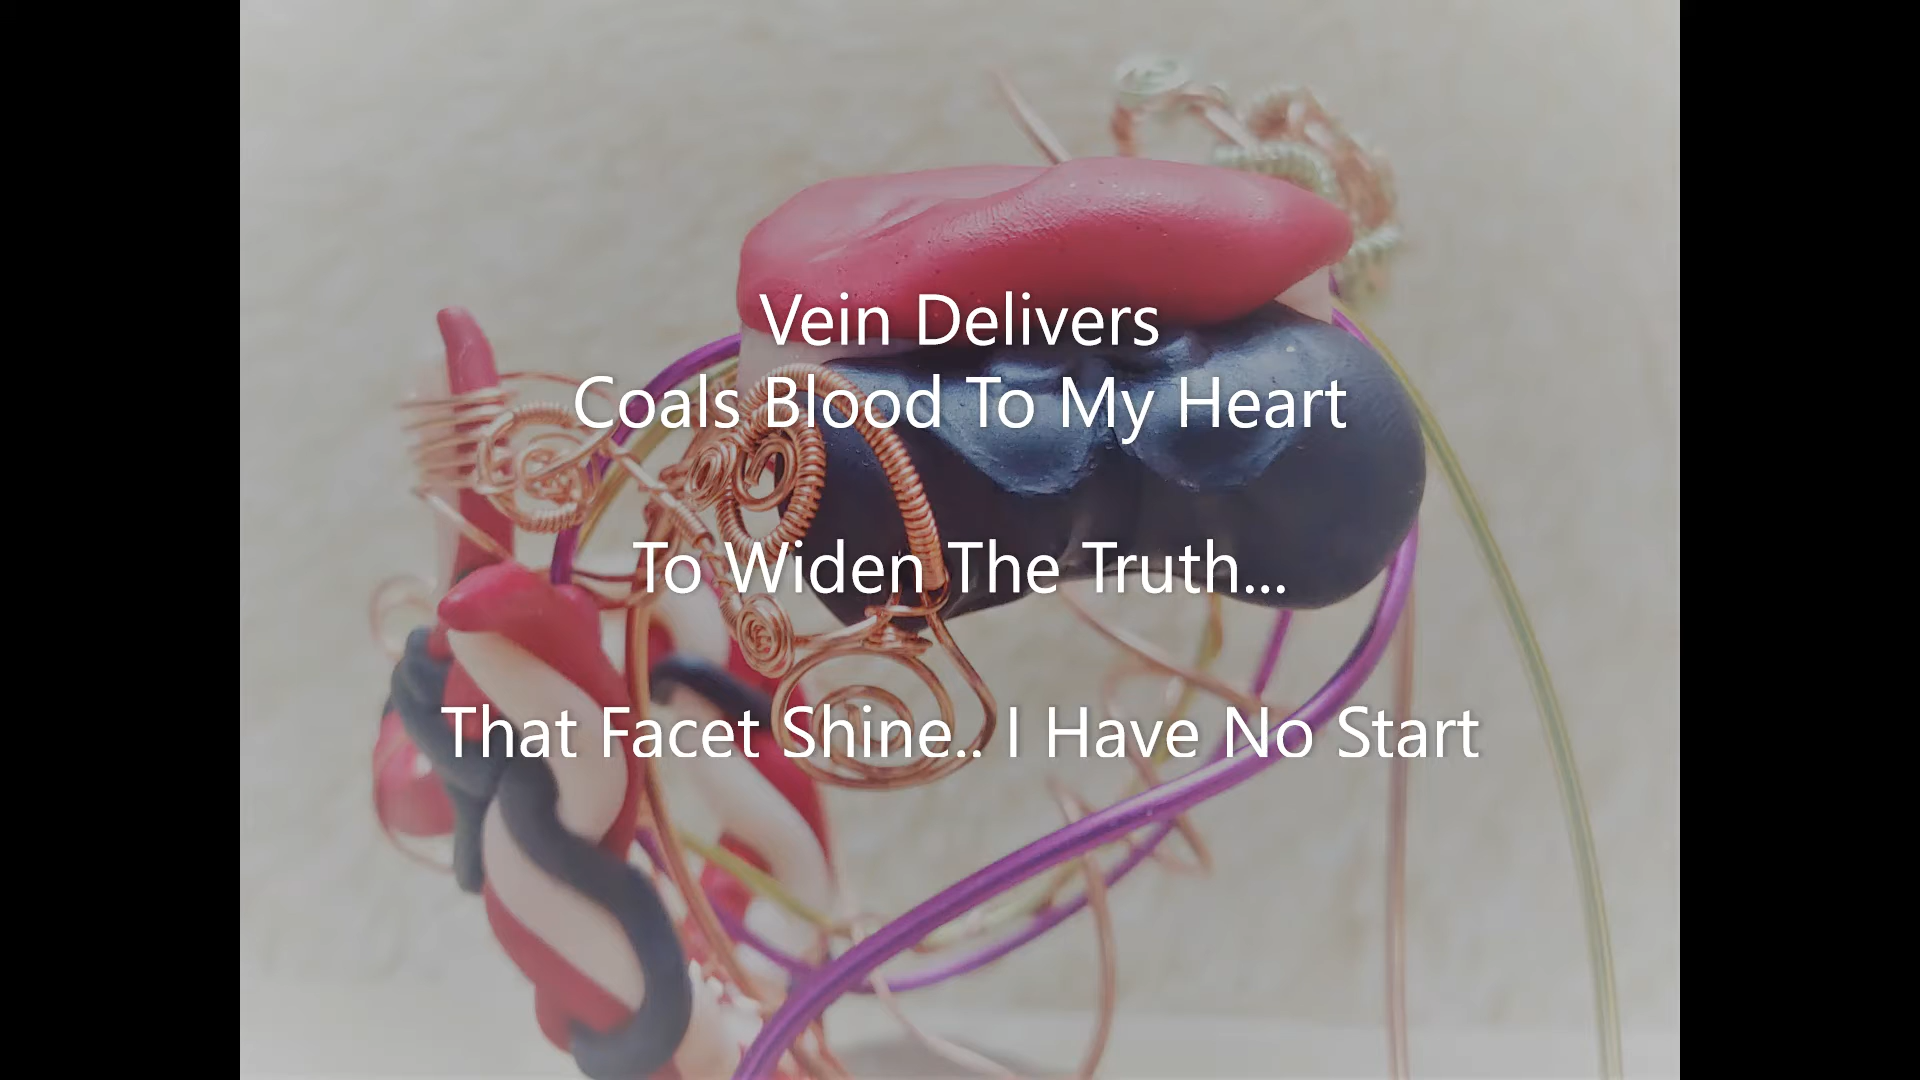 Vein Delivers
Coals Blood To My Heart
To Widen The Truth...
That Facet Shine.. I Have No Start